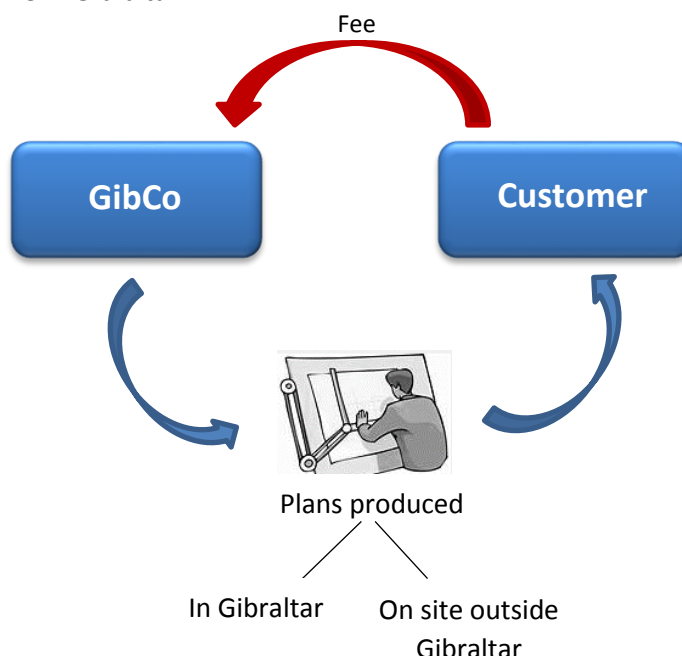 Fee
GibCo
Customer
Plans produced
In Gibraltar
On site outside
Gibraltar